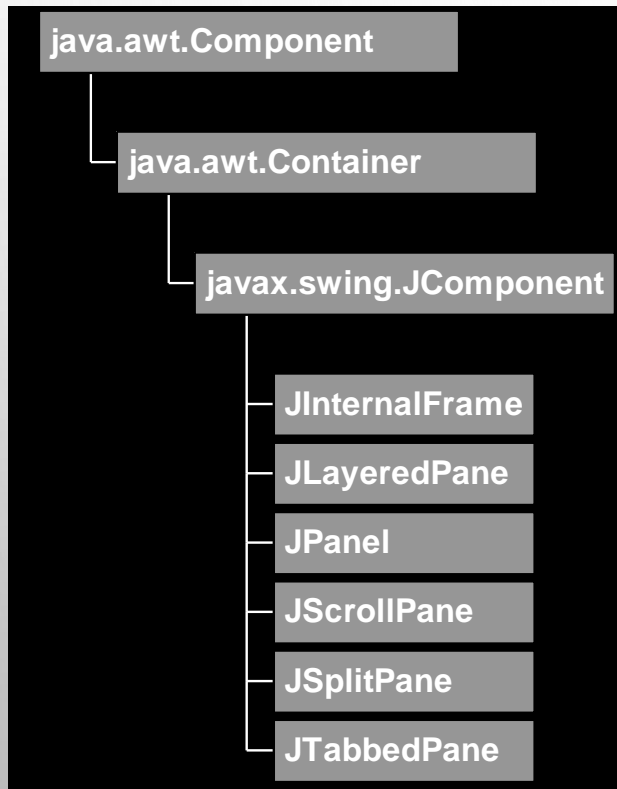 java.awt.Component
java.awt.Container
javax.swing.JComponent
JInternalFrame
JLayeredPane
JPanel
JScrollPane
JSplitPane
JTabbedPane